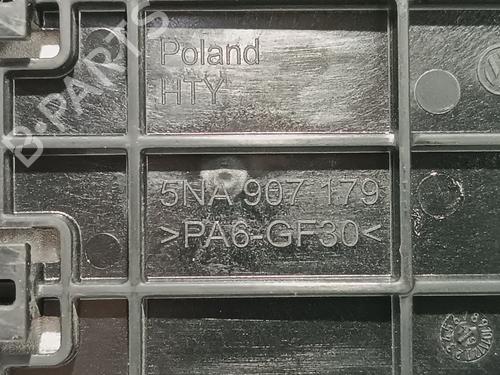 Poland
HTY
B-PARTS
5NA 907 179
>PA6-GF30<